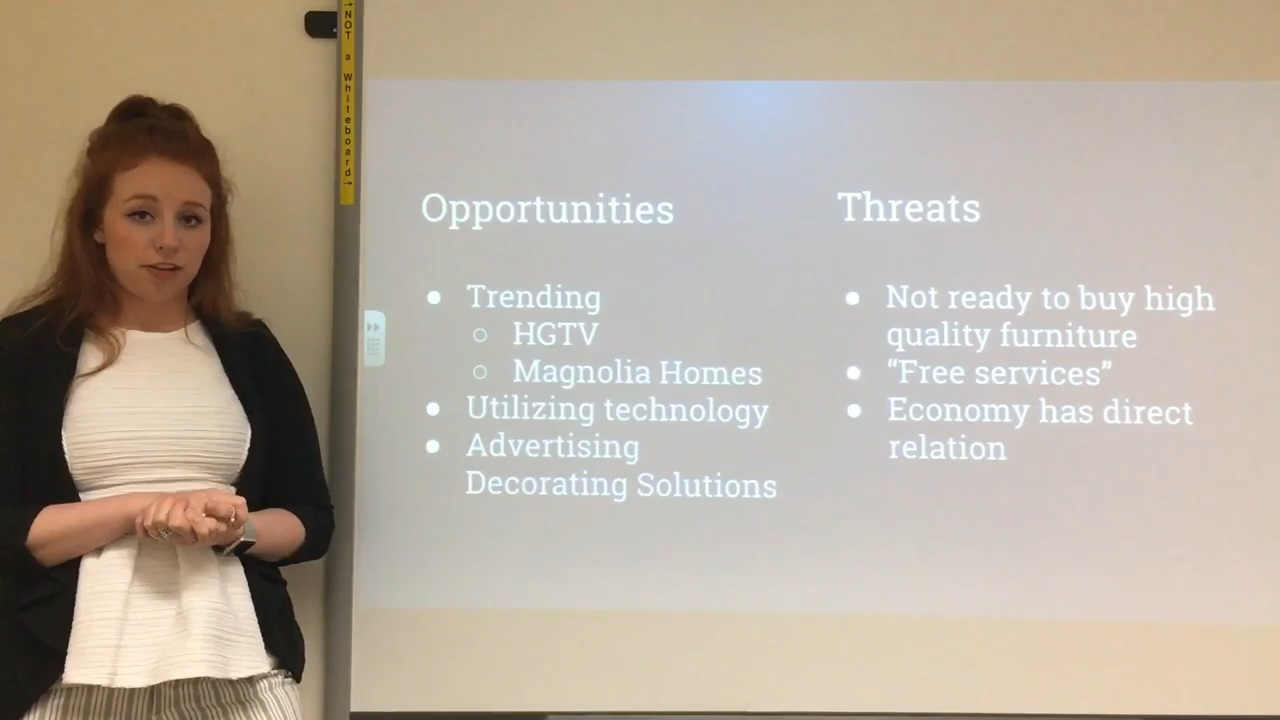 →NOT a Whiteboard→
Opportunities
● Trending
○ HGTV
○ Magnolia Homes
● Utilizing technology
● Advertising
Decorating Solutions
Threats
● Not ready to buy high
quality furniture
● “Free services”
● Economy has direct
relation